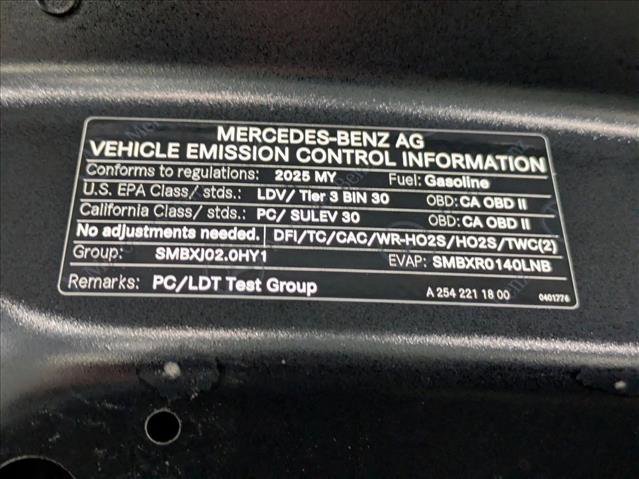 MERCEDES-BENZ AG
VEHICLE EMISSION CONTROL INFORMATION
Conforms to regulations: 2025 MY Fuel: Gasoline
U.S. EPA Class/ stds.: LDV/ Tier 3 BIN 30 OBD: CA OBD II
California Class/ stds.: PC/ SULEV 30 OBD: CA OBD II
No adjustments needed. DFI/TC/CAC/WR-HO2S/HO2S/TWC(2)
Group: SMBXJ02.0HY1 EVAP: SMBXR0140LNB
Remarks: PC/LDT Test Group A 254 221 18 00 0401776